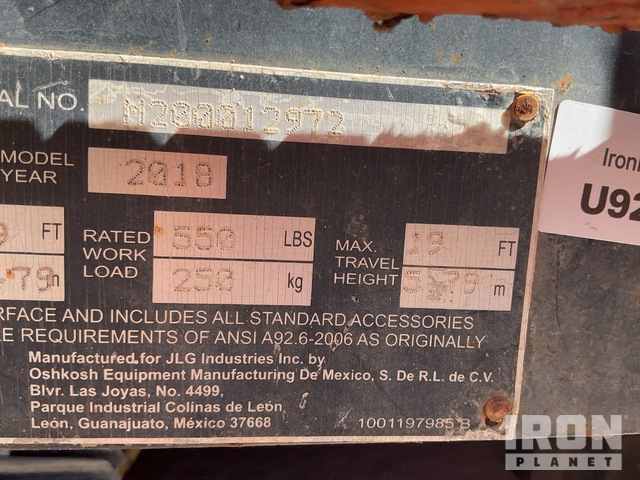 AL NO. M200012972
MODEL YEAR 2018
FT
RATED WORK LOAD 550 LBS
250 kg
MAX. TRAVEL HEIGHT 19 FT
5.79 m
.79 m
RFACE AND INCLUDES ALL STANDARD ACCESSORIES
LE REQUIREMENTS OF ANSI A92.6-2006 AS ORIGINALLY
Manufactured for JLG Industries Inc. by
Oshkosh Equipment Manufacturing De Mexico, S. De R.L. de C.V.
Blvr. Las Joyas, No. 4499,
Parque Industrial Colinas de León,
León, Guanajuato, México 37668
1001197985 B
Iron
U92
IRON
PLANET